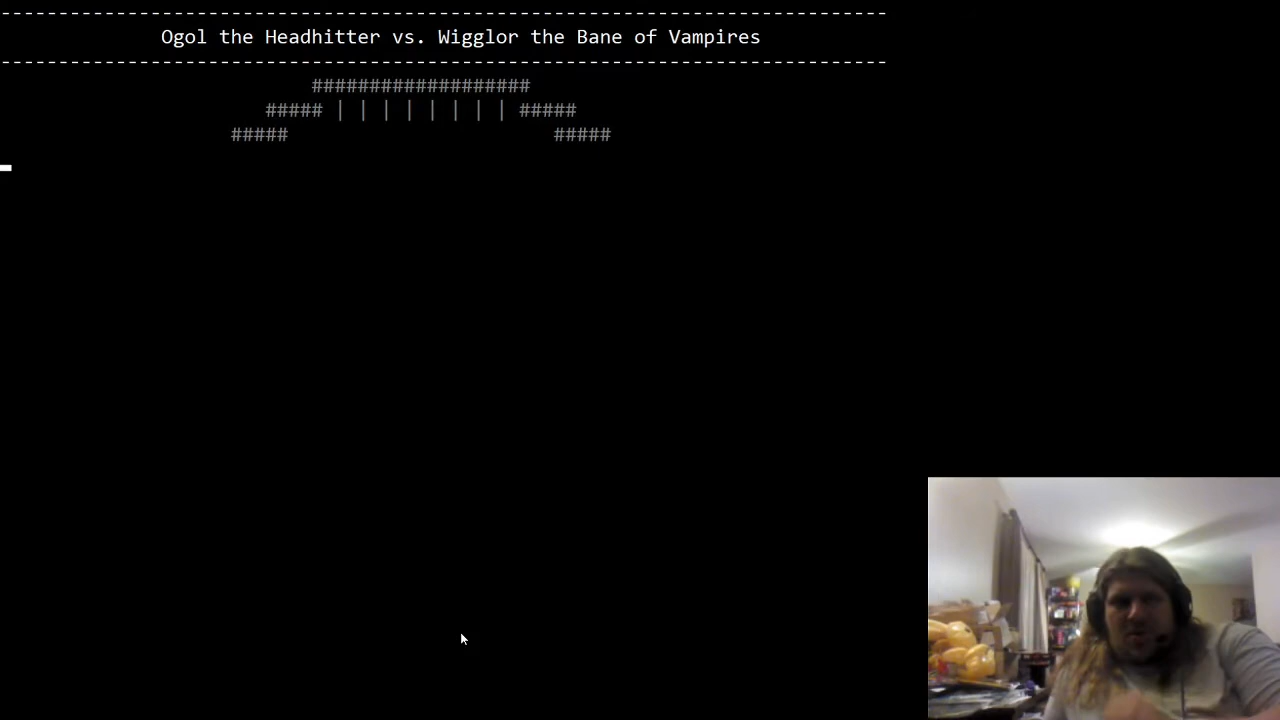 -----------------------------------------------------------------------------
Ogol the Headhitter vs. Wigglor the Bane of Vampires
-----------------------------------------------------------------------------
###################
##### | | | | | | | | #####
##### #####